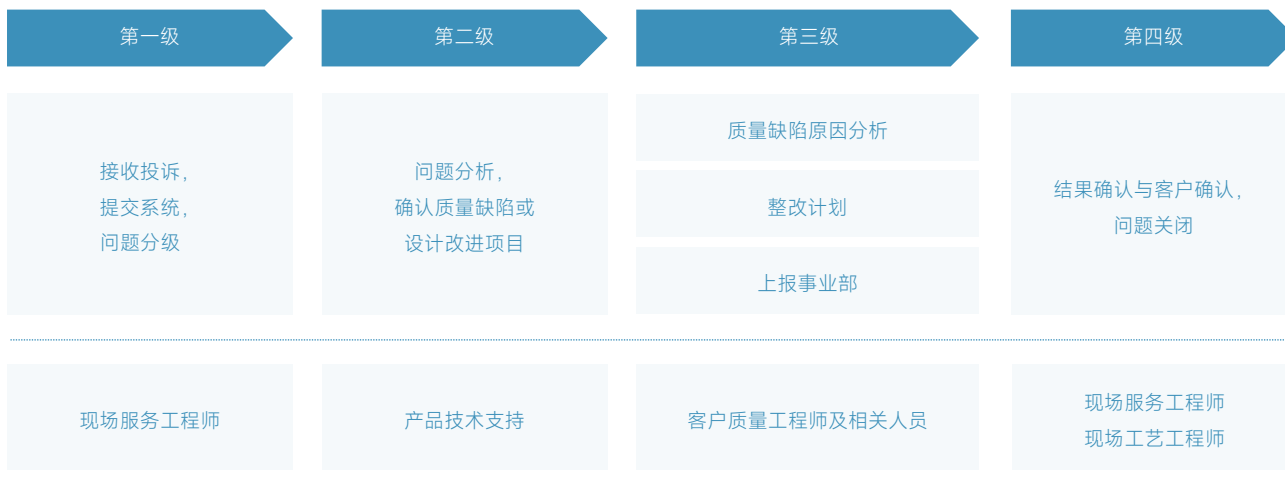 第一级
第二级
第三级
第四级
接收投诉，
提交系统，
问题分级
问题分析，
确认质量缺陷或
设计改进项目
质量缺陷原因分析
整改计划
上报事业部
结果确认与客户确认，
问题关闭
现场服务工程师
产品技术支持
客户质量工程师及相关人员
现场服务工程师
现场工艺工程师